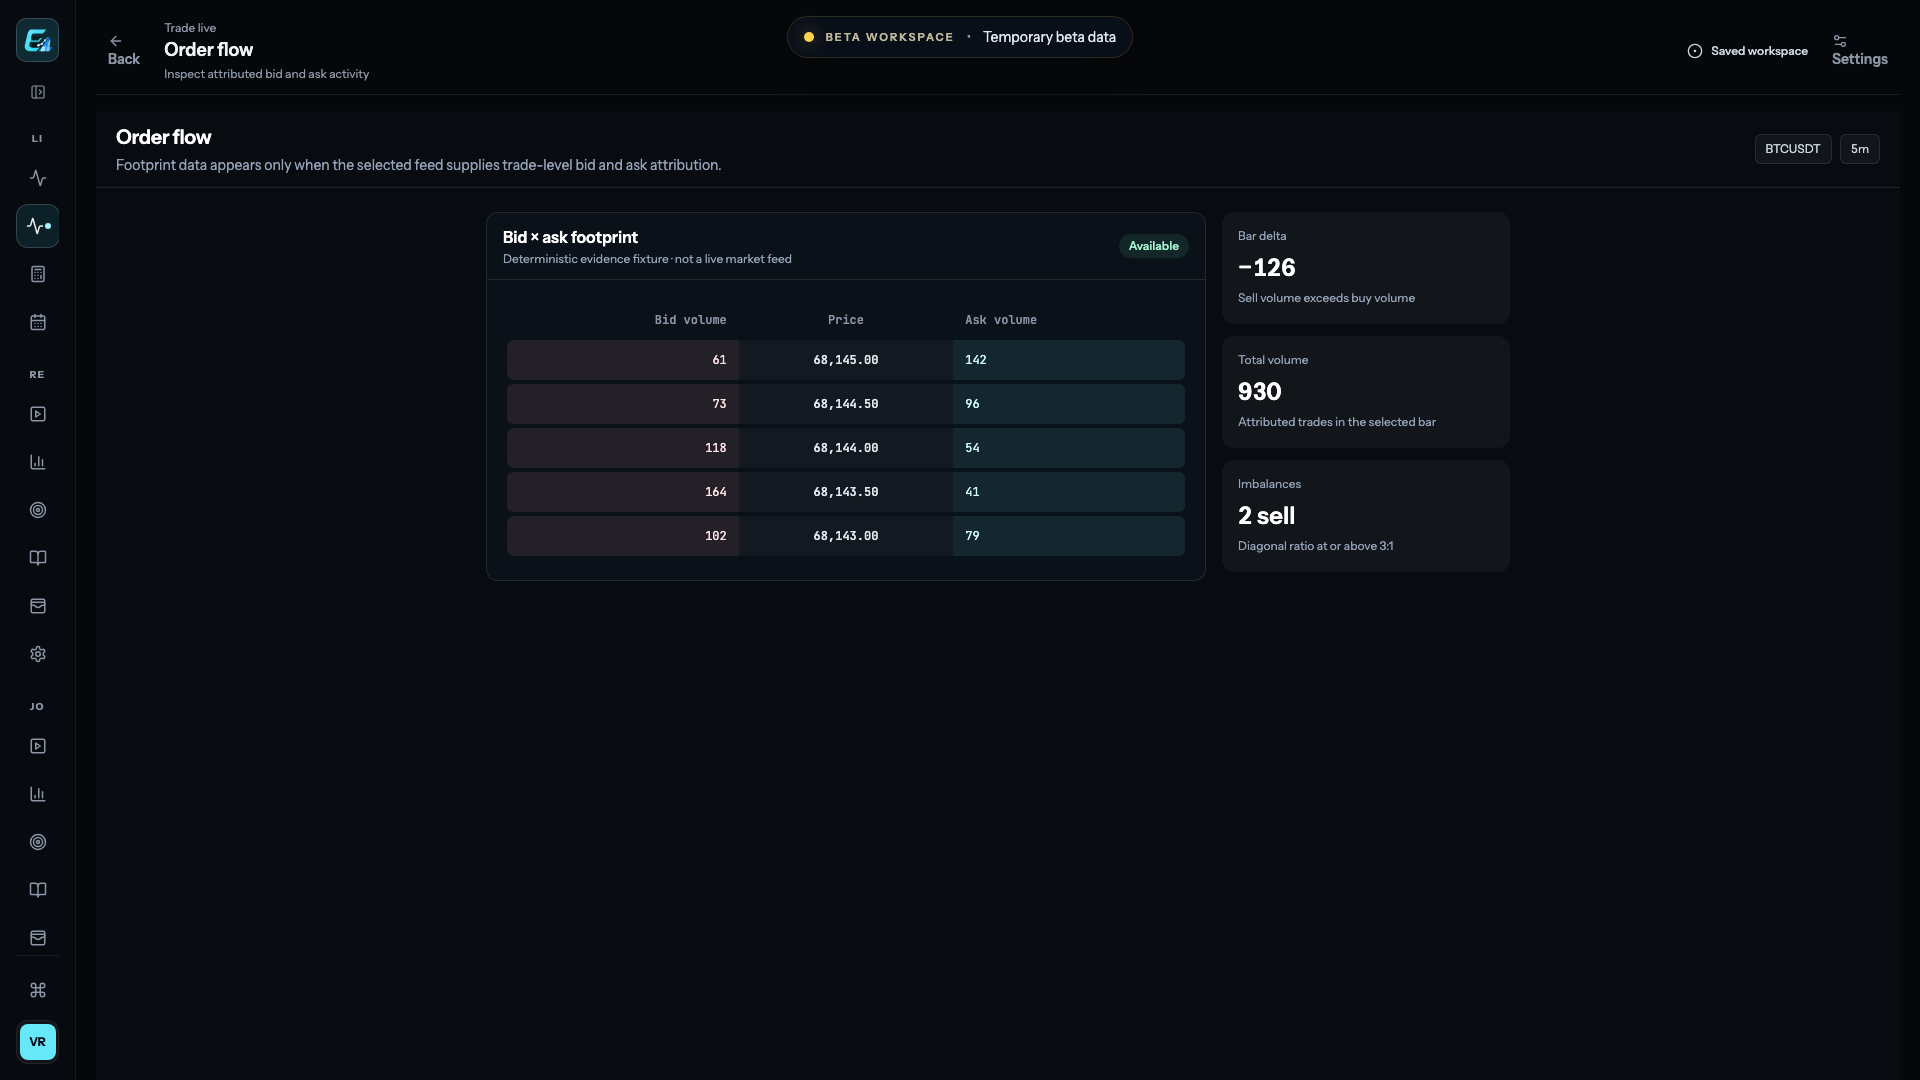 Back
Trade live
Order flow
Inspect attributed bid and ask activity
BETA WORKSPACE · Temporary beta data
Saved workspace
Settings
LI
RE
JO
VR
Order flow
Footprint data appears only when the selected feed supplies trade-level bid and ask attribution.
BTCUSDT 5m
Bid × ask footprint
Deterministic evidence fixture · not a live market feed
Available
Bid volume Price Ask volume
61 68,145.00 142
73 68,144.50 96
118 68,144.00 54
164 68,143.50 41
102 68,143.00 79
Bar delta
−126
Sell volume exceeds buy volume
Total volume
930
Attributed trades in the selected bar
Imbalances
2 sell
Diagonal ratio at or above 3:1